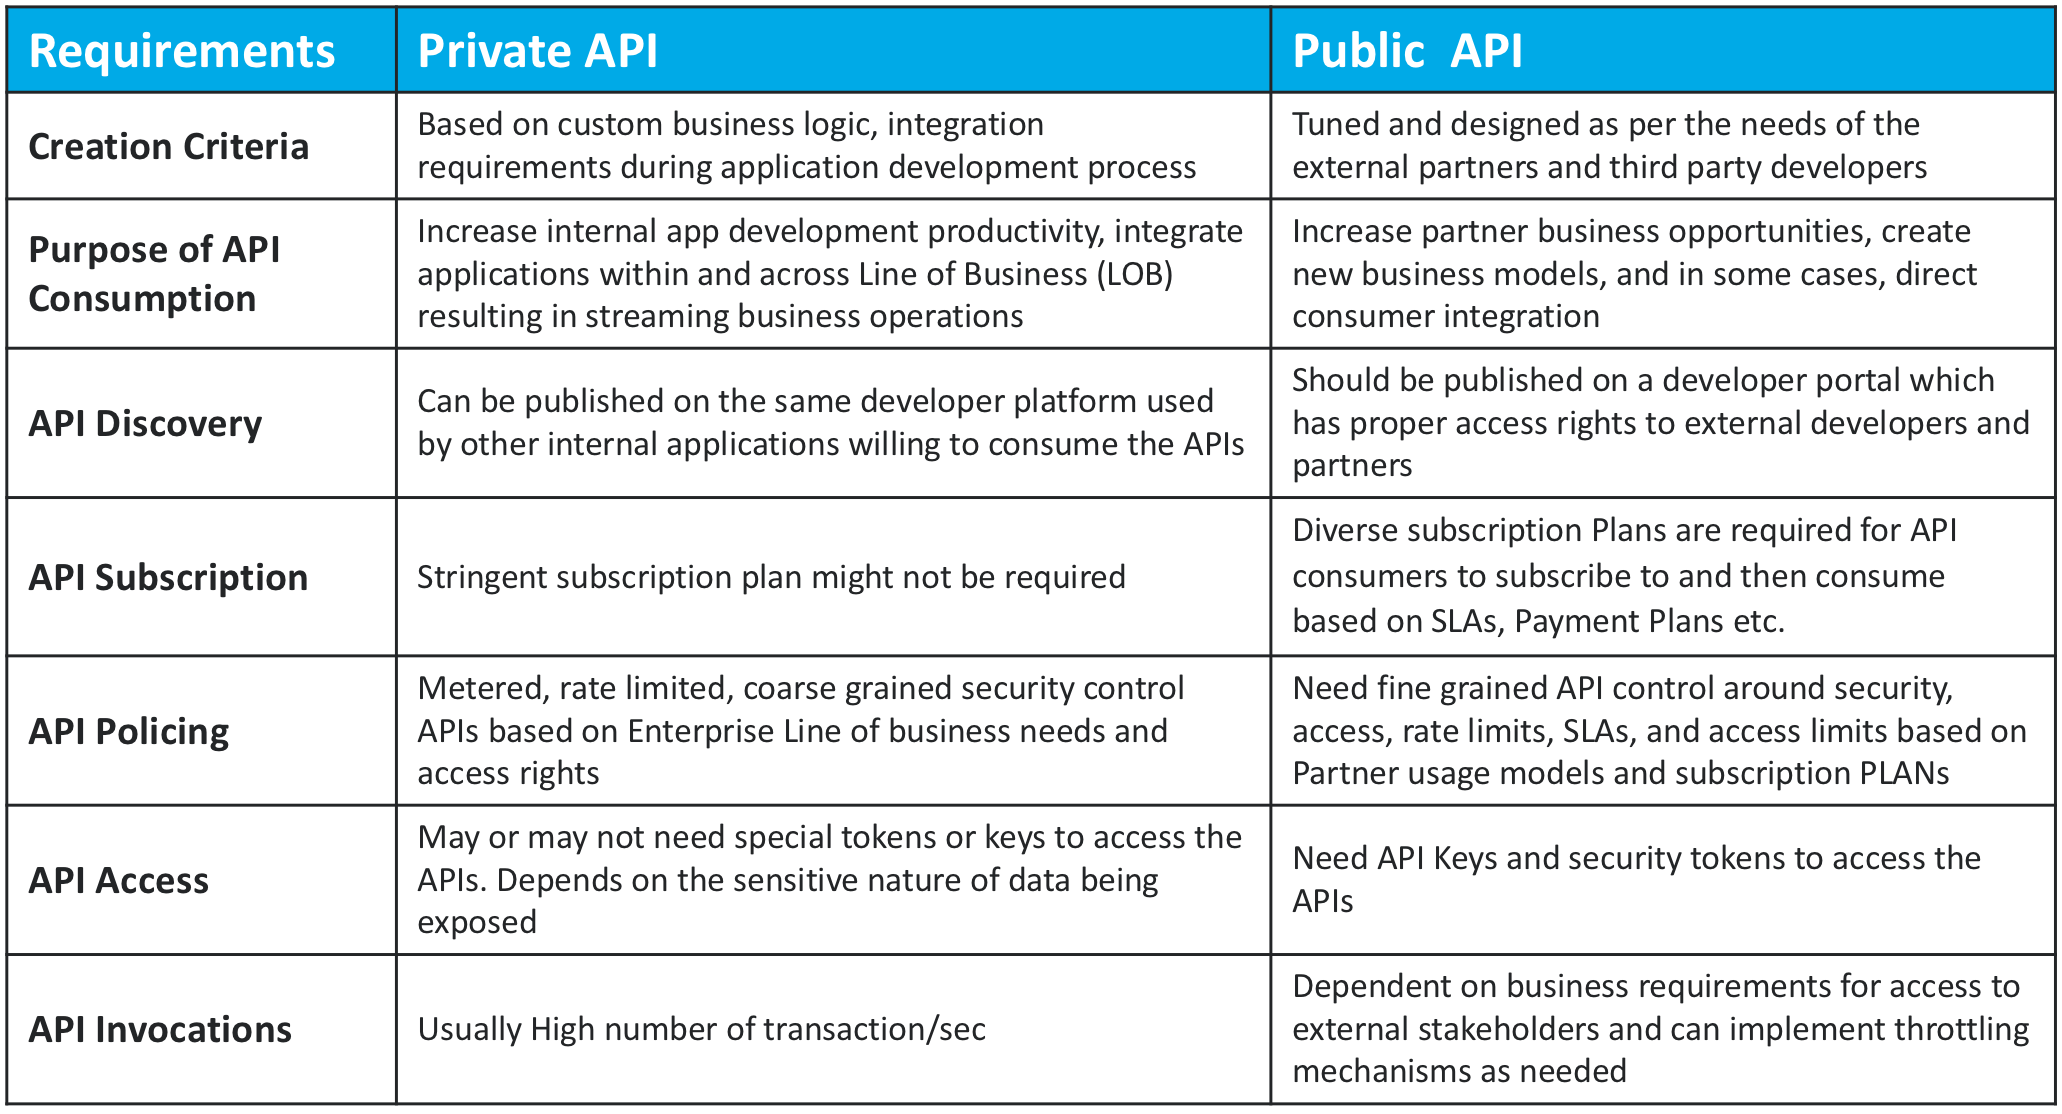 Requirements
Private API
Public API
Creation Criteria
Based on custom business logic, integration
requirements during application development process
Tuned and designed as per the needs of the
external partners and third party developers
Purpose of API
Consumption
Increase internal app development productivity, integrate
applications within and across Line of Business (LOB)
resulting in streaming business operations
Increase partner business opportunities, create
new business models, and in some cases, direct
consumer integration
API Discovery
Can be published on the same developer platform used
by other internal applications willing to consume the APIs
Should be published on a developer portal which
has proper access rights to external developers and
partners
API Subscription
Stringent subscription plan might not be required
Diverse subscription Plans are required for API
consumers to subscribe to and then consume
based on SLAs, Payment Plans etc.
API Policing
Metered, rate limited, coarse grained security control
APIs based on Enterprise Line of business needs and
access rights
Need fine grained API control around security,
access, rate limits, SLAs, and access limits based on
Partner usage models and subscription PLANs
API Access
May or may not need special tokens or keys to access the
APIs. Depends on the sensitive nature of data being
exposed
Need API Keys and security tokens to access the
APIs
API Invocations
Usually High number of transaction/sec
Dependent on business requirements for access to
external stakeholders and can implement throttling
mechanisms as needed